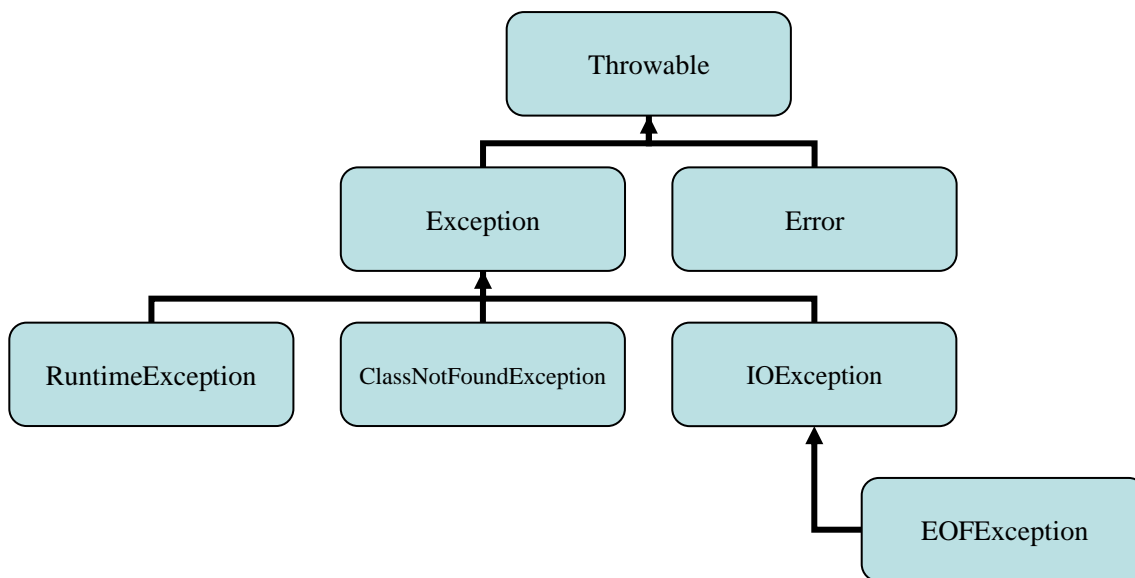 Throwable
Exception
Error
RuntimeException
ClassNotFoundException
IOException
EOFException